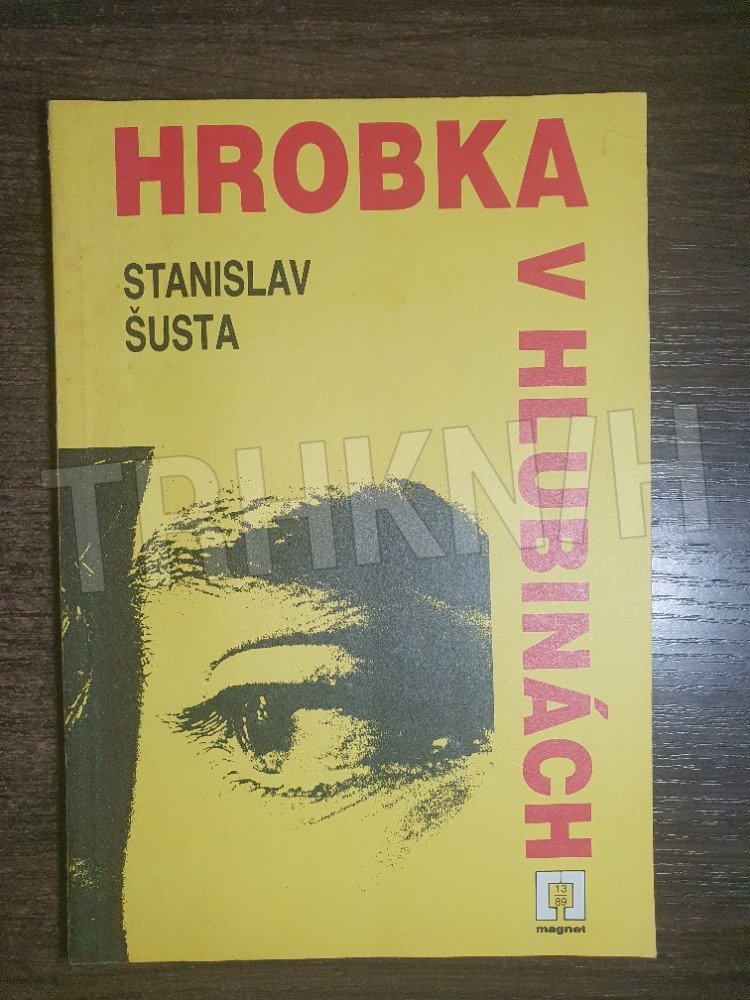 HROBKA
V HLUBINÁCH
STANISLAV
ŠUSTA
TRHKNIH
13
89
magnet